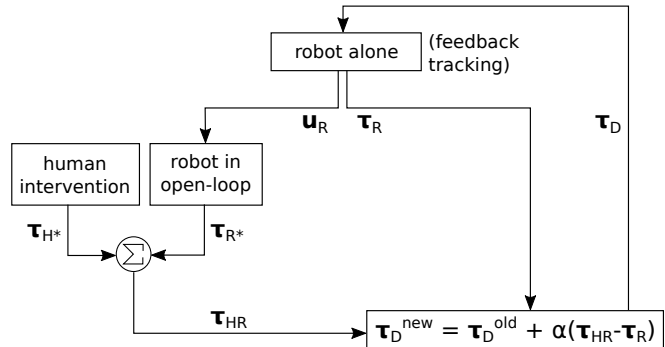 robot alone
(feedback
tracking)
u_R
τ_R
τ_D
human
intervention
robot in
open-loop
τ_H*
τ_R*
Σ
τ_HR
τ_D^new = τ_D^old + α(τ_HR-τ_R)